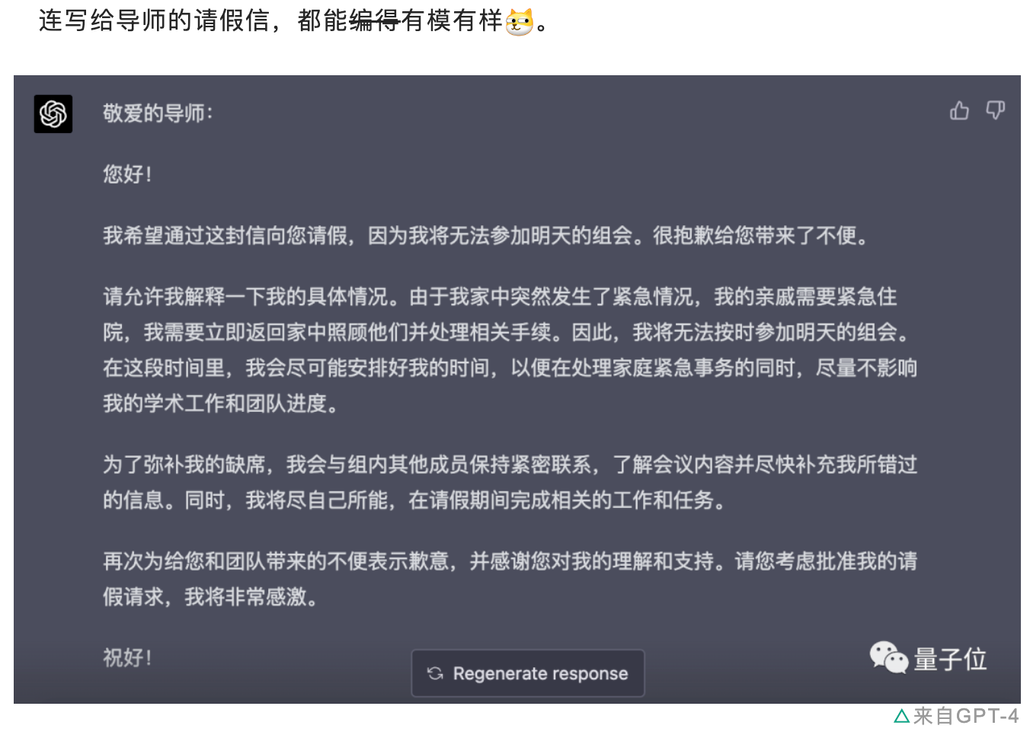 连写给导师的请假信，都能编得有模有样。
敬爱的导师：
您好！
我希望通过这封信向您请假，因为我将无法参加明天的组会。很抱歉给您带来了不便。
请允许我解释一下我的具体情况。由于我家中突然发生了紧急情况，我的亲戚需要紧急住
院，我需要立即返回家中照顾他们并处理相关手续。因此，我将无法按时参加明天的组会。
在这段时间里，我会尽可能安排好我的时间，以便在处理家庭紧急事务的同时，尽量不影响
我的学术工作和团队进度。
为了弥补我的缺席，我会与组内其他成员保持紧密联系，了解会议内容并尽快补充我所错过
的信息。同时，我将尽自己所能，在请假期间完成相关的工作和任务。
再次为给您和团队带来的不便表示歉意，并感谢您对我的理解和支持。请您考虑批准我的请
假请求，我将非常感激。
祝好！
Regenerate response
量子位
△来自GPT-4